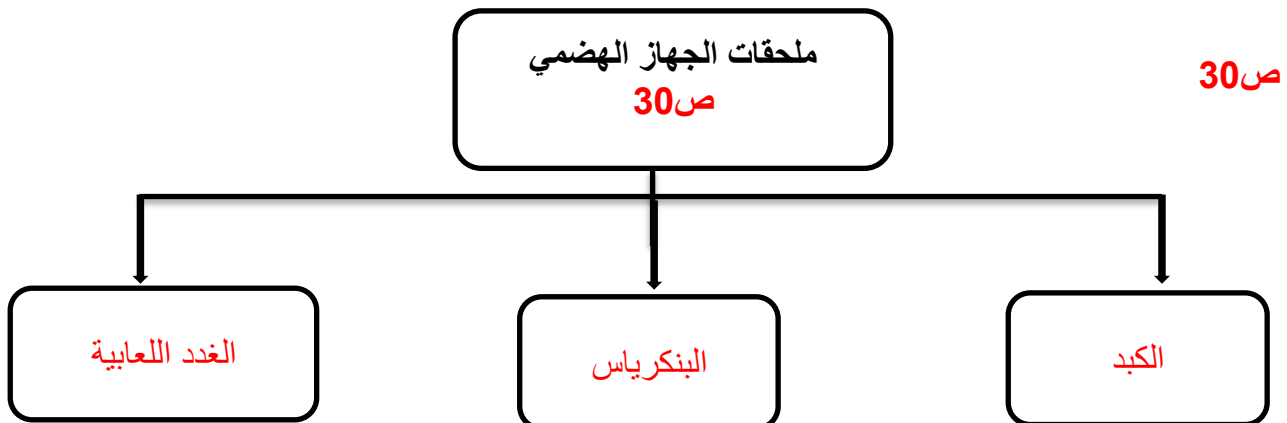 ص30
ملحقات الجهاز الهضمي
ص30
الكبد
البنكرياس
الغدد اللعابية